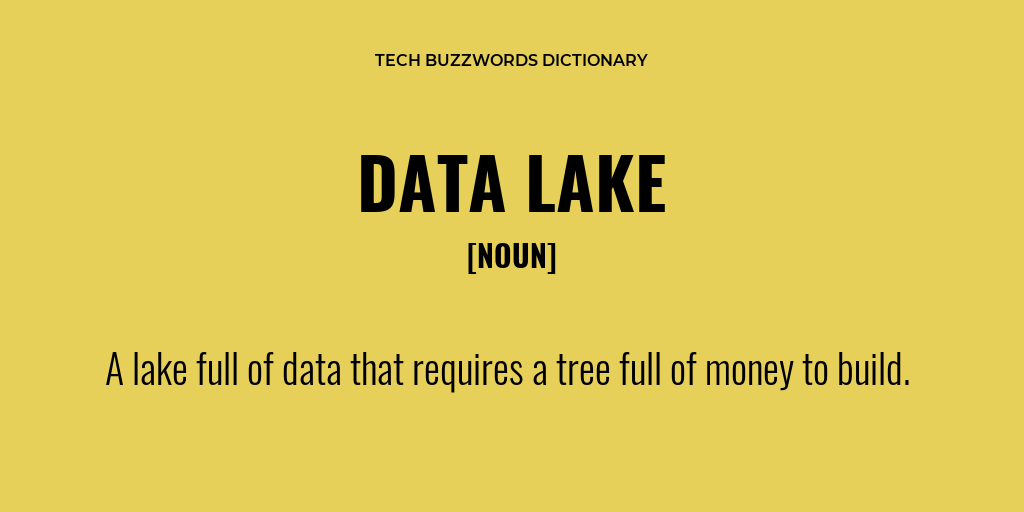 TECH BUZZWORDS DICTIONARY
DATA LAKE
[NOUN]
A lake full of data that requires a tree full of money to build.